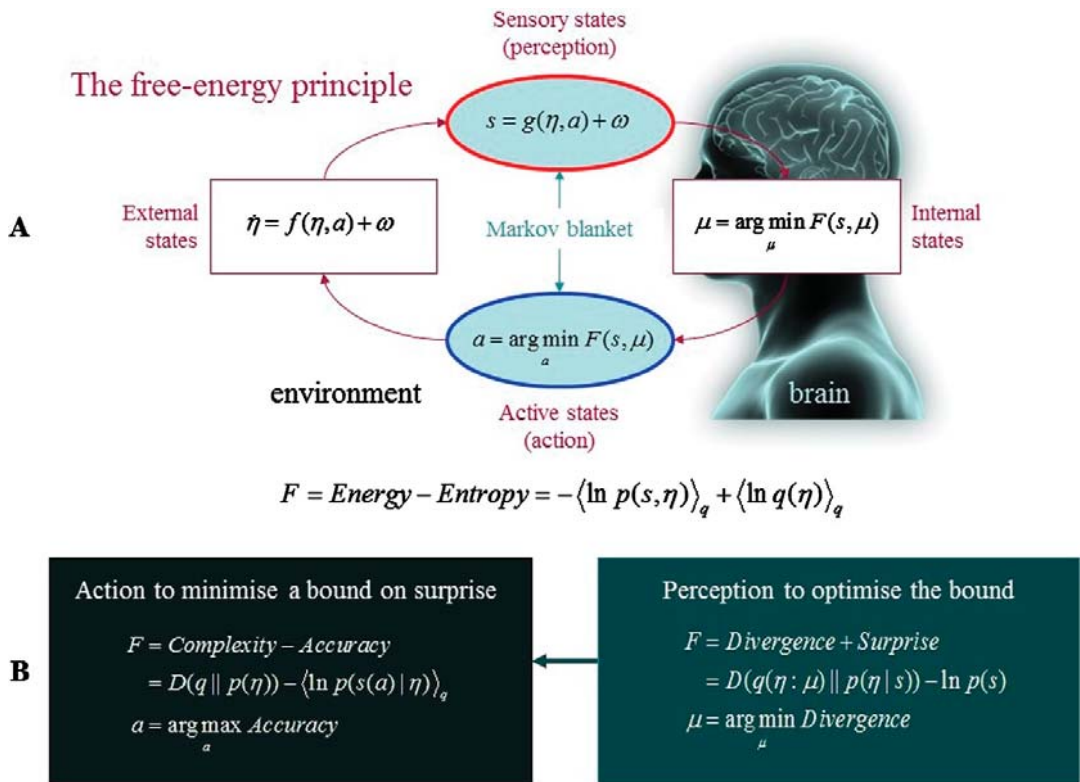 Sensory states
(perception)
The free-energy principle
s = g(η, a) + ω
A
External
states
η̇ = f(η, a) + ω
Markov blanket
μ = arg min F(s, μ)
μ
Internal
states
a = arg min F(s, μ)
a
environment
brain
Active states
(action)
F = Energy – Entropy = –⟨ln p(s, η)⟩q + ⟨ln q(η)⟩q
B
Action to minimise a bound on surprise
F = Complexity – Accuracy
= D(q || p(η)) – ⟨ln p(s(a) | η)⟩q
a = arg max Accuracy
a
Perception to optimise the bound
F = Divergence + Surprise
= D(q(η : μ) || p(η | s)) – ln p(s)
μ = arg min Divergence
μ